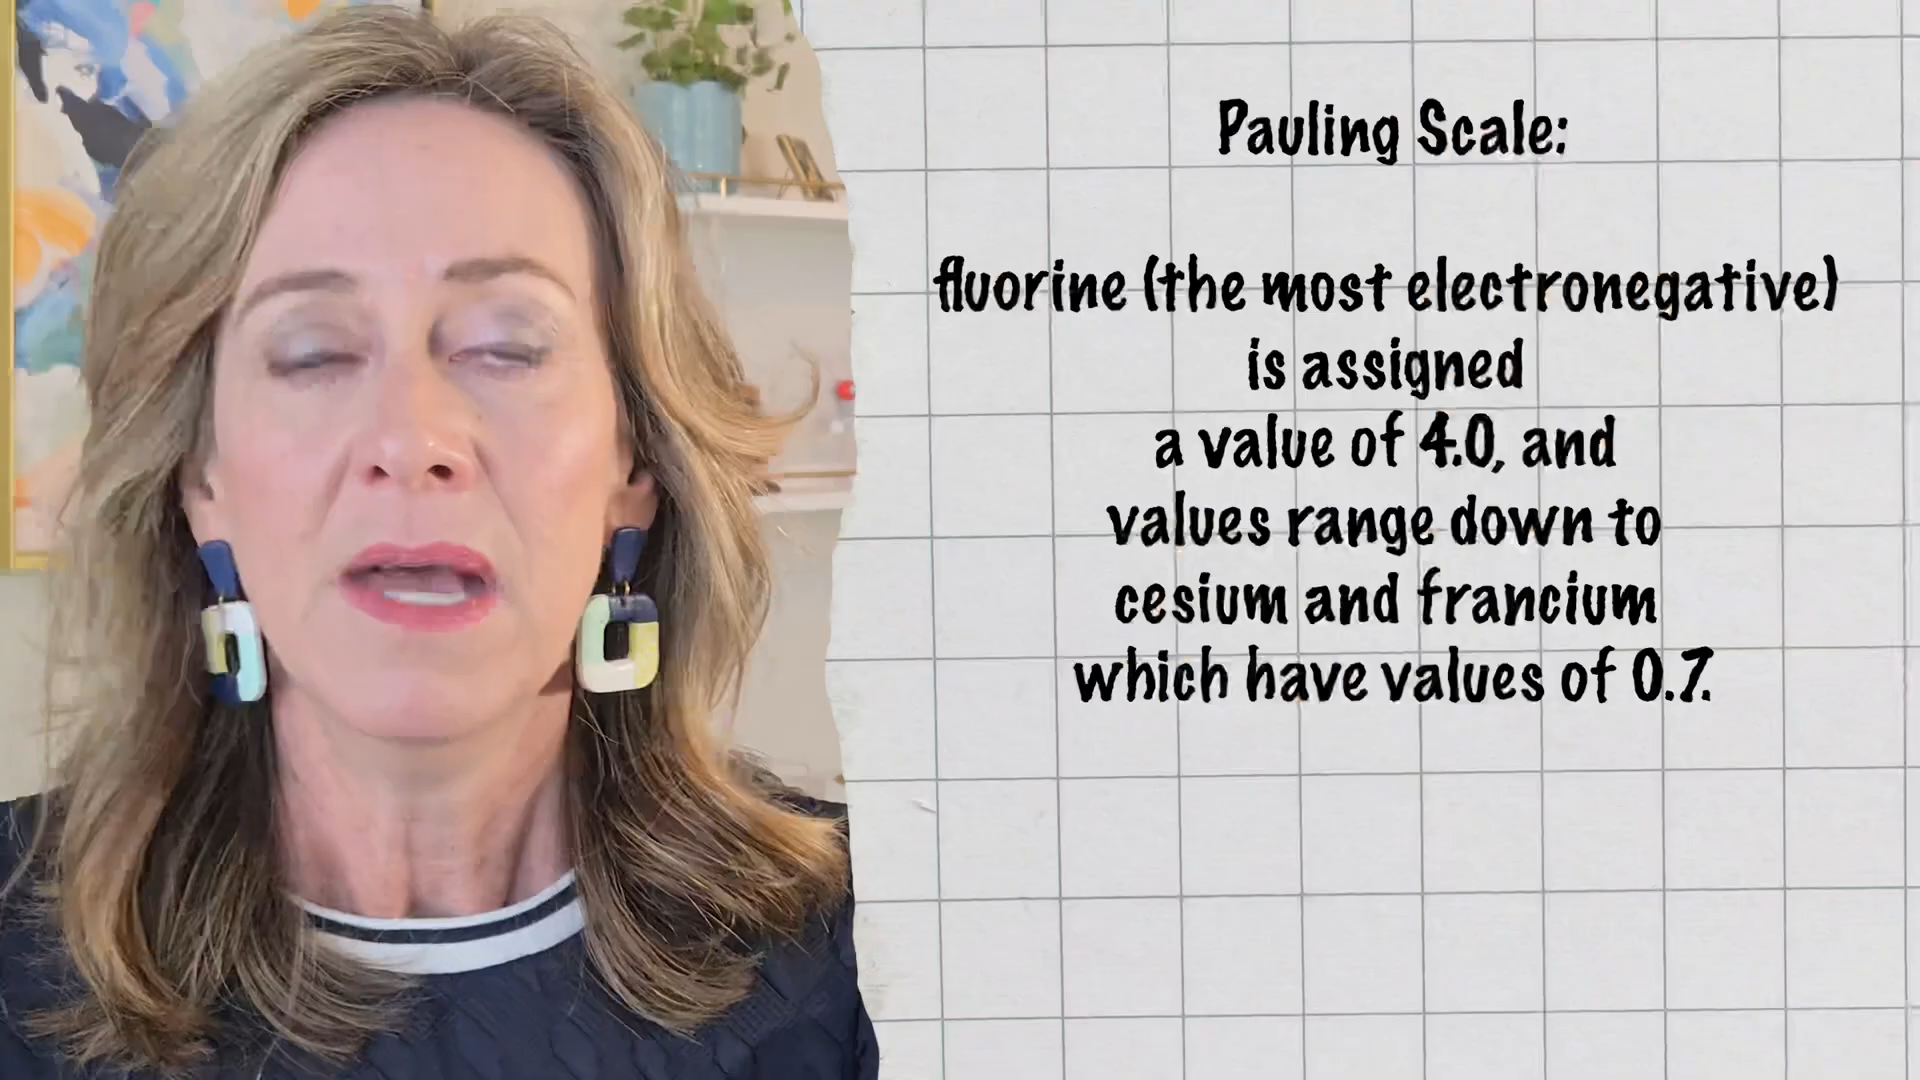 Pauling Scale:
fluorine (the most electronegative)
is assigned
a value of 4.0, and
values range down to
cesium and francium
which have values of 0.7.